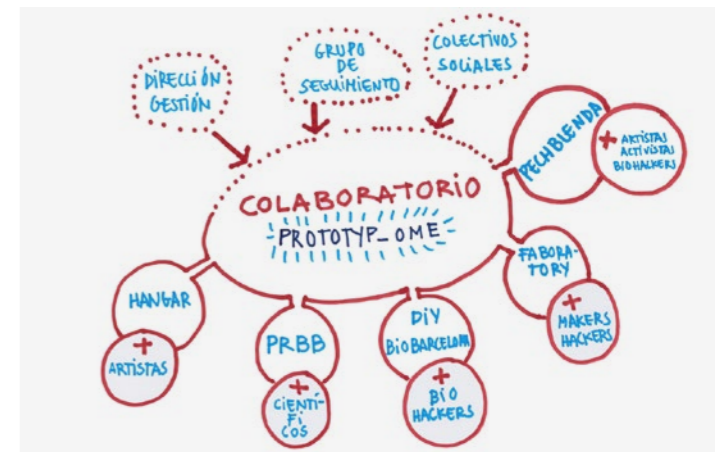 DIRECCIÓN
GESTIÓN
GRUPO
DE
SEGUIMIENTO
COLECTIVOS
SOCIALES
COLABORATORIO
PROTOTYP_OME
PECHBLENDA
+ ARTISTAS
ACTIVISTAS
BIOHACKERS
FABORA-
TORY
+
MAKERS
HACKERS
DIY
BIOBARCELONA
+
BIO
HACKERS
PRBB
+
CIENTÍ-
FI
COS
HANGAR
+
ARTISTAS